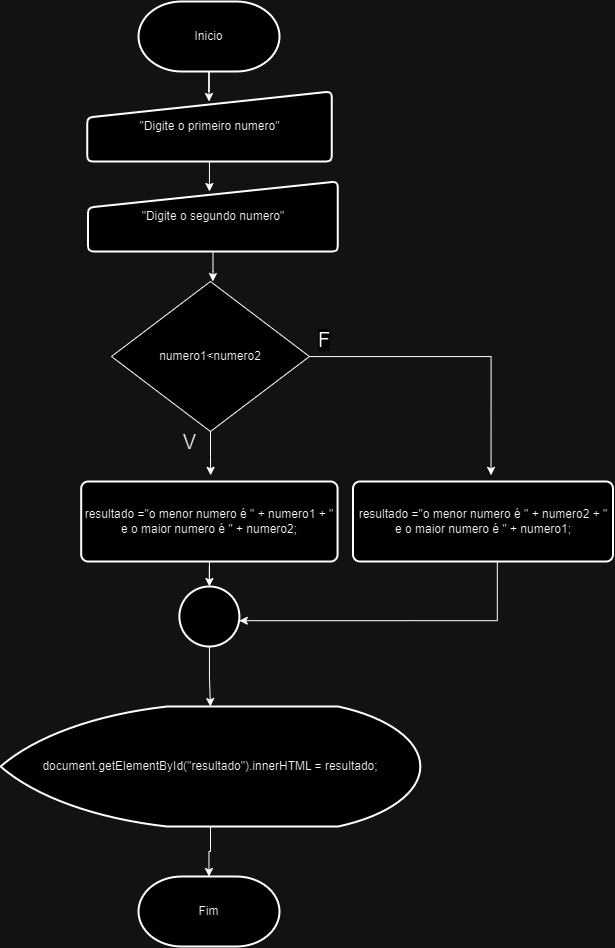 Inicio
"Digite o primeiro numero"
"Digite o segundo numero"
numero1<numero2
F
V
resultado ="o menor numero é " + numero1 + "
e o maior numero é " + numero2;
resultado ="o menor numero é " + numero2 + "
e o maior numero é " + numero1;
document.getElementById("resultado").innerHTML = resultado;
Fim